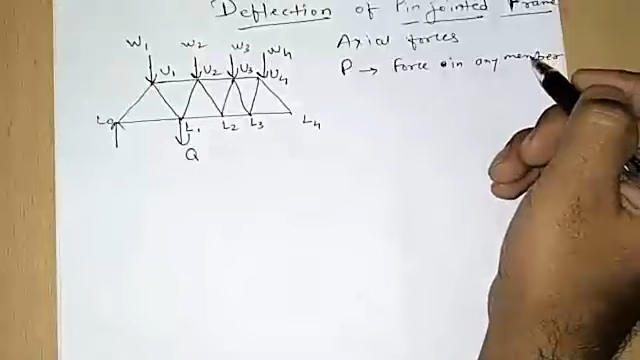 Deflection of Pin jointed Frame
Axial forces
P → Force in any member
W1 W2 W3 W4
U1 U2 U3 U4
L0 L1 L2 L3 L4
Q